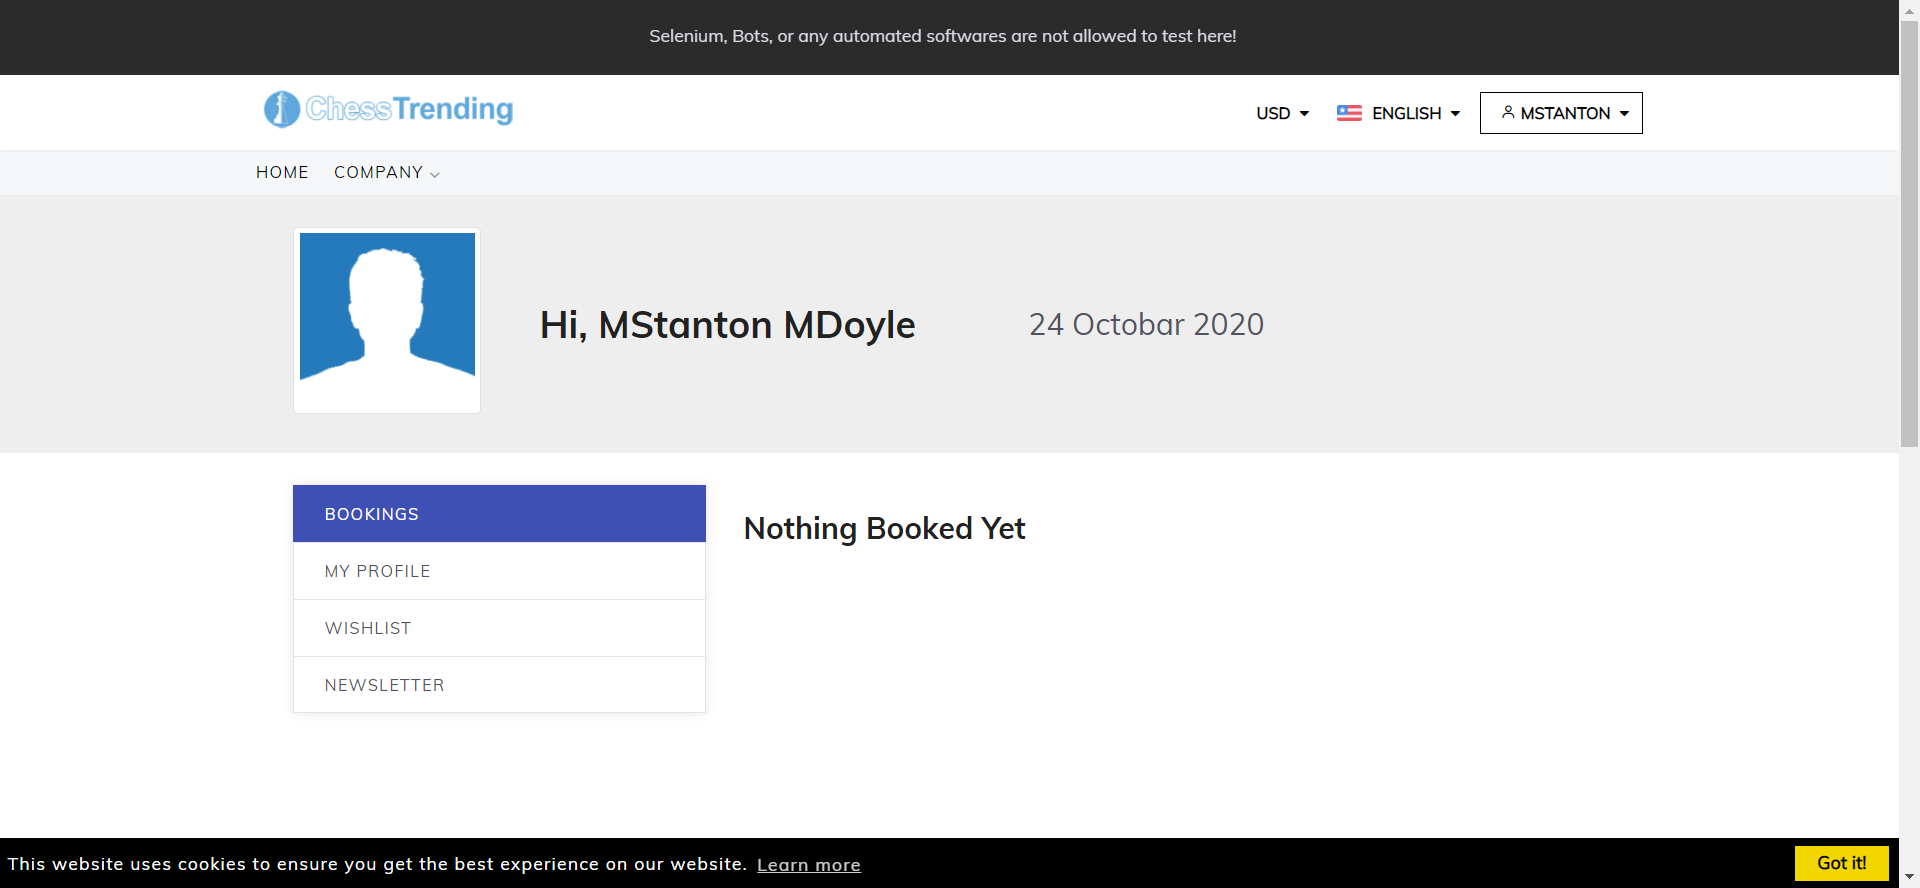 Selenium, Bots, or any automated softwares are not allowed to test here!
ChessTrending
USD
ENGLISH
MSTANTON
HOME
COMPANY
Hi, MStanton MDoyle
24 Octobar 2020
BOOKINGS
MY PROFILE
WISHLIST
NEWSLETTER
Nothing Booked Yet
This website uses cookies to ensure you get the best experience on our website. Learn more
Got it!